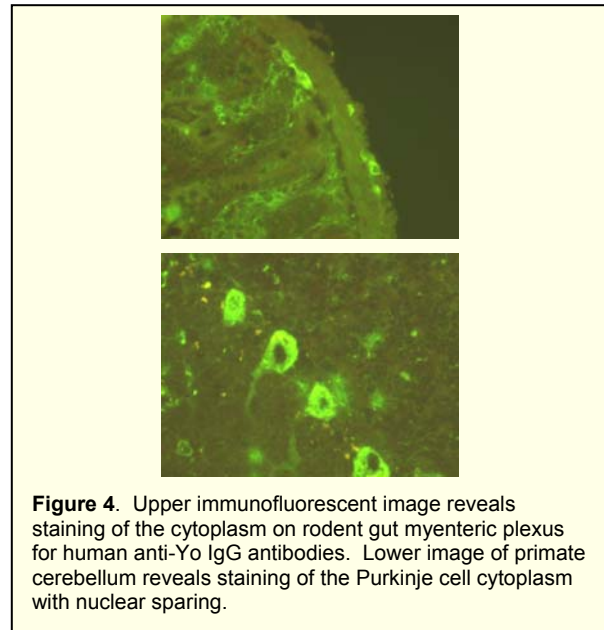 Figure 4.  Upper immunofluorescent image reveals
staining of the cytoplasm on rodent gut myenteric plexus
for human anti-Yo IgG antibodies.  Lower image of primate
cerebellum reveals staining of the Purkinje cell cytoplasm
with nuclear sparing.